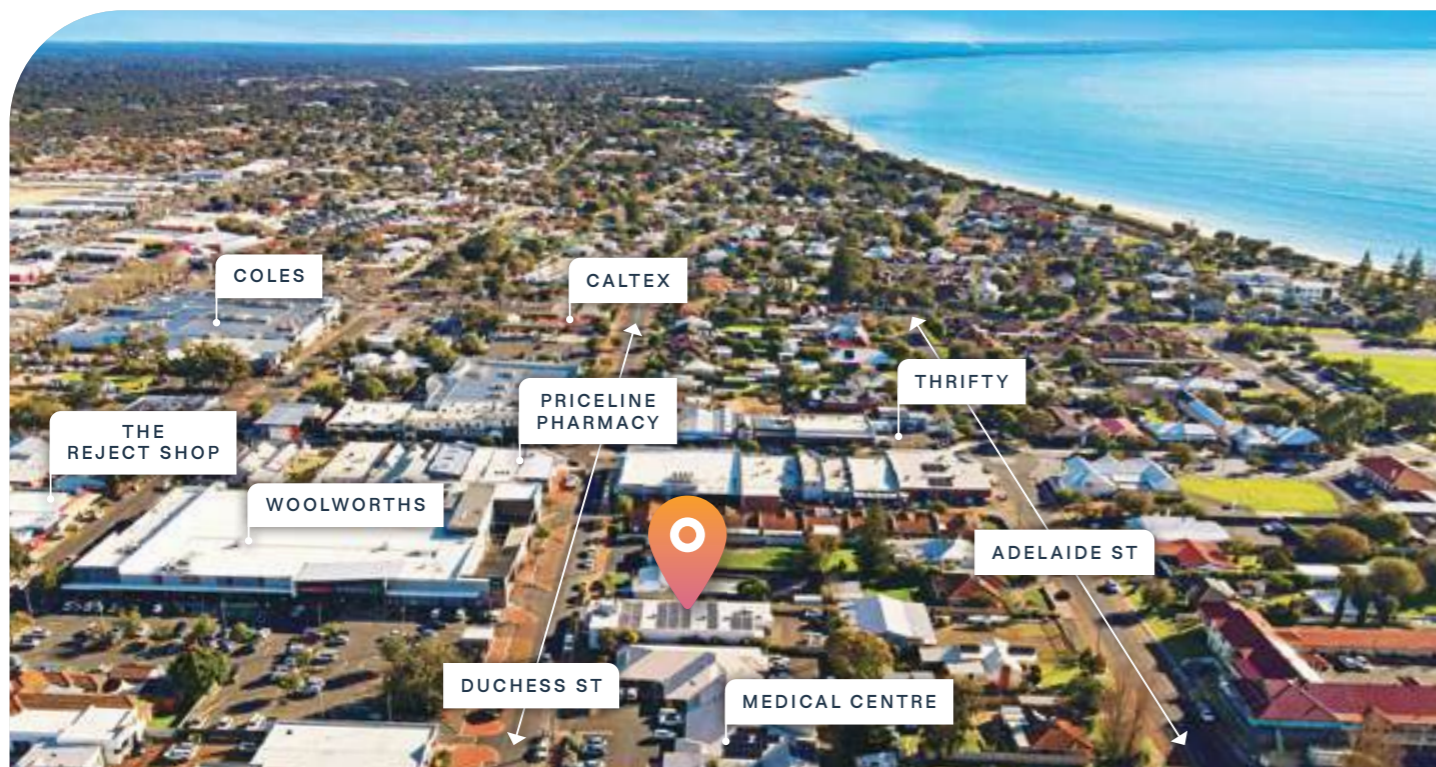 COLES
CALTEX
THRIFTY
PRICELINE
PHARMACY
THE
REJECT SHOP
WOOLWORTHS
ADELAIDE ST
DUCHESS ST
MEDICAL CENTRE